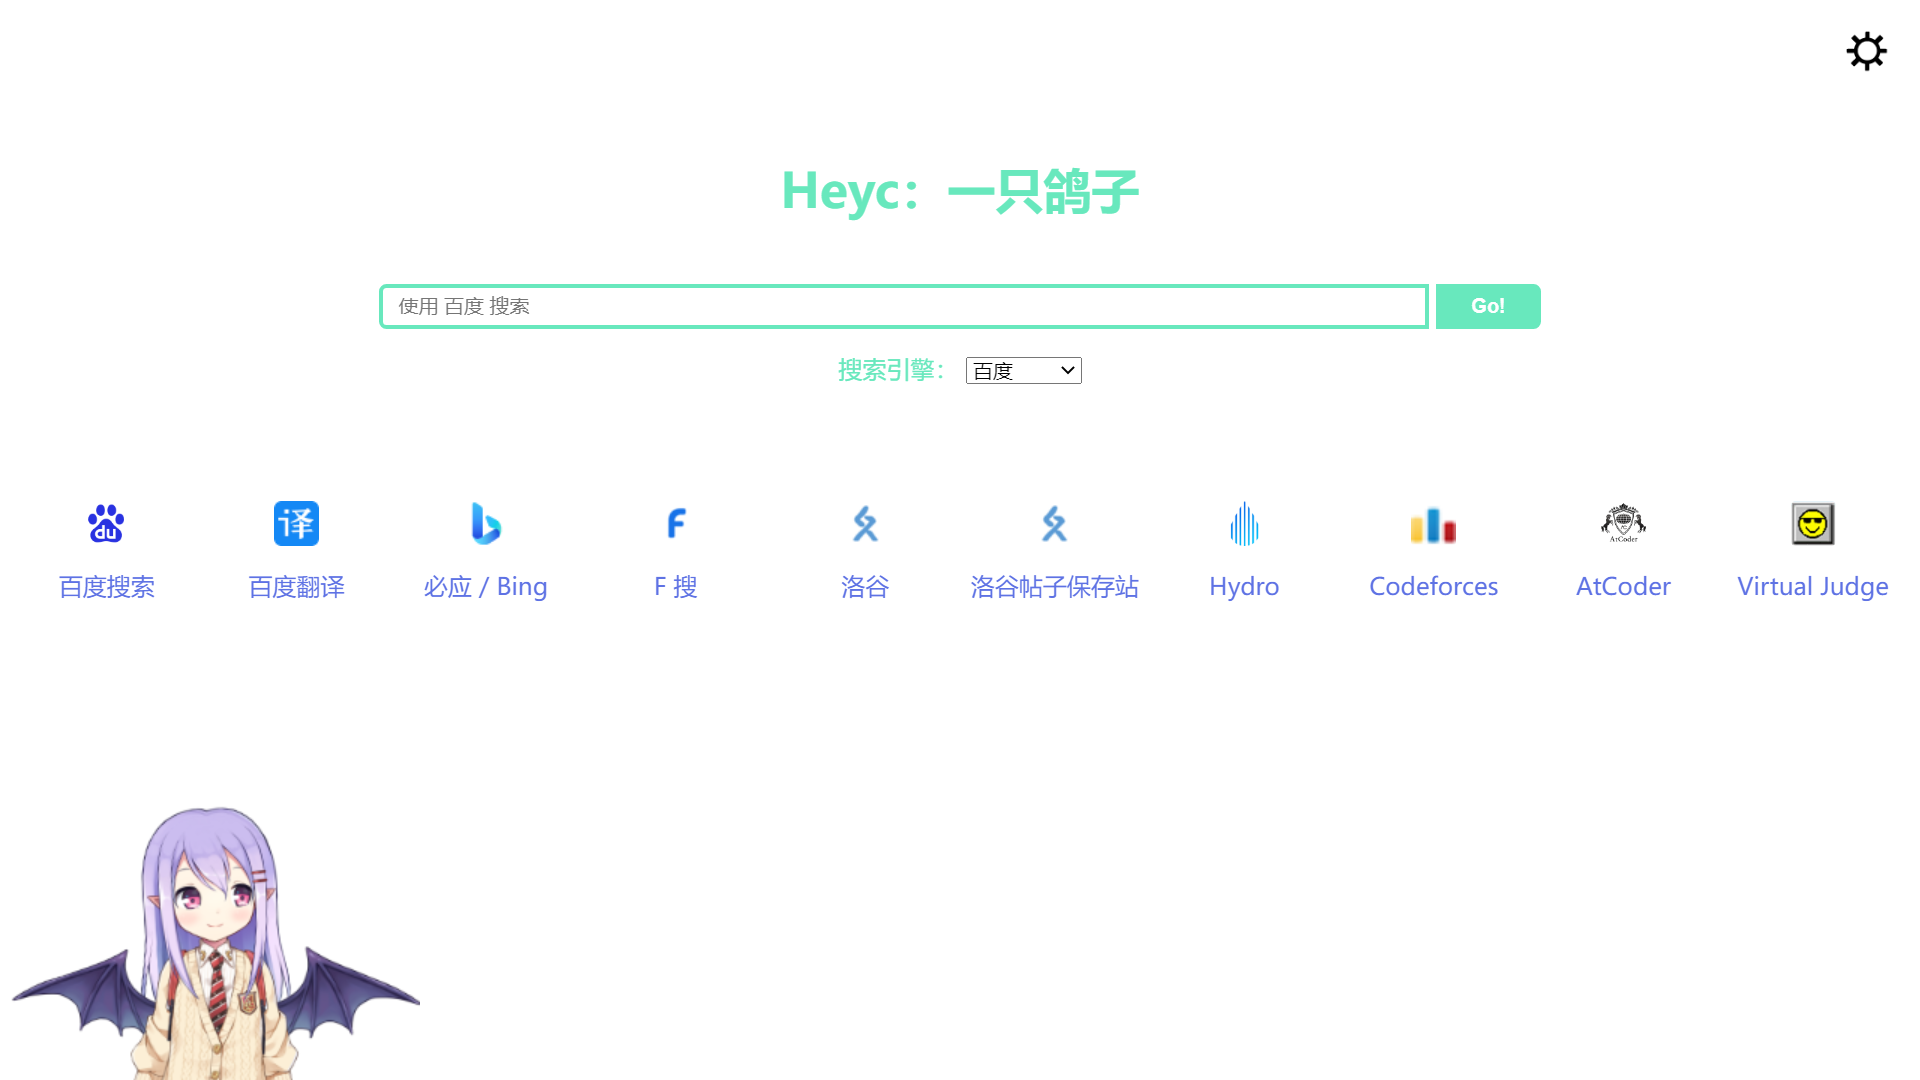 Heyc：一只鸽子
使用 百度 搜索
Go!
搜索引擎：
百度
du
译
AtCoder
百度搜索
百度翻译
必应 / Bing
F 搜
洛谷
洛谷帖子保存站
Hydro
Codeforces
AtCoder
Virtual Judge